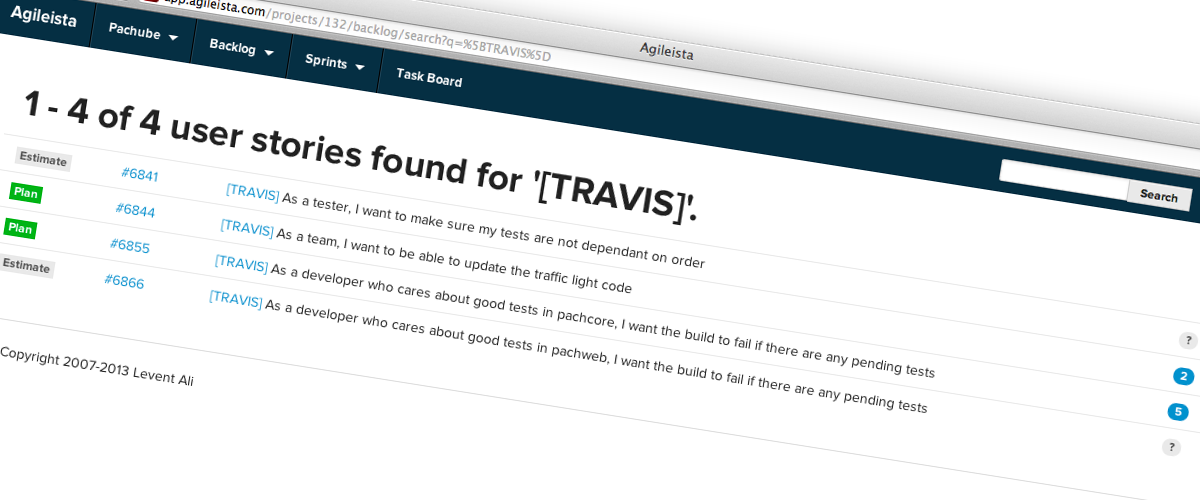 Agileista
app.agileista.com/projects/132/backlog/search?q=%5BTRAVIS%5D
Agileista
Pachube
Backlog
Sprints
Task Board
Search
1 - 4 of 4 user stories found for '[TRAVIS]'.
Estimate #6841 [TRAVIS] As a tester, I want to make sure my tests are not dependant on order ?
Plan #6844 [TRAVIS] As a team, I want to be able to update the traffic light code 2
Plan #6855 [TRAVIS] As a developer who cares about good tests in pachcore, I want the build to fail if there are any pending tests 5
Estimate #6866 [TRAVIS] As a developer who cares about good tests in pachweb, I want the build to fail if there are any pending tests ?
Copyright 2007-2013 Levent Ali